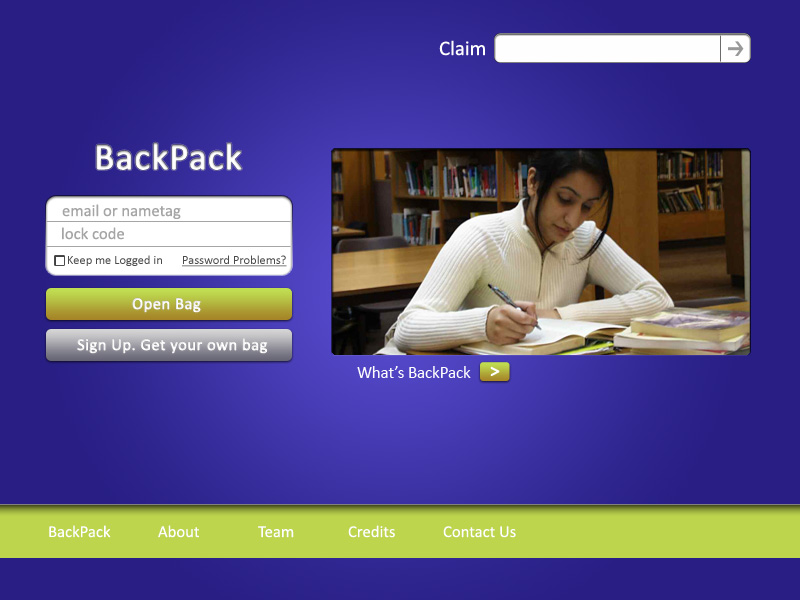 Claim
BackPack
email or nametag
lock code
Keep me Logged in Password Problems?
Open Bag
Sign Up. Get your own bag
What's BackPack >
BackPack About Team Credits Contact Us